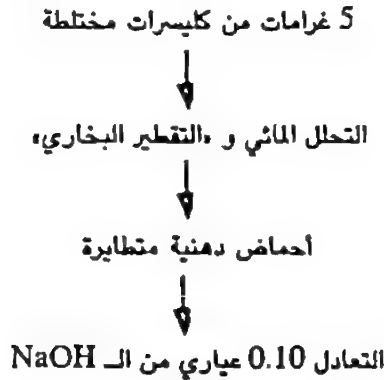 5 غرامات من كليسرات مختلطة
التحلل المائي و «التقطير البخاري»
أحماض دهنية متطايرة
التعادل 0.10 عياري من الـ NaOH